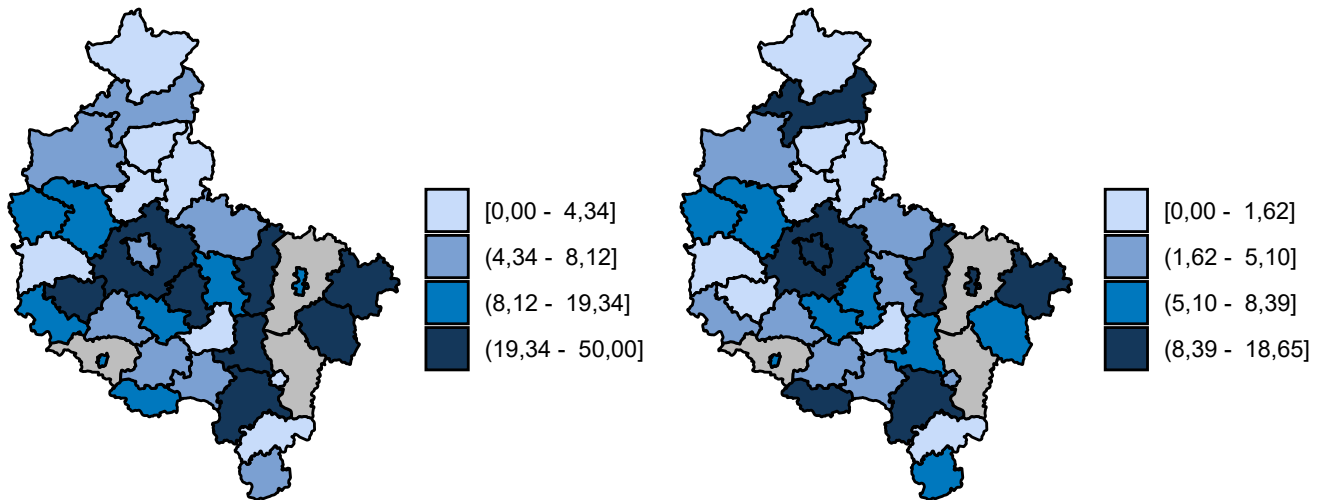 [0,00 - 4,34]
(4,34 - 8,12]
(8,12 - 19,34]
(19,34 - 50,00]
[0,00 - 1,62]
(1,62 - 5,10]
(5,10 - 8,39]
(8,39 - 18,65]